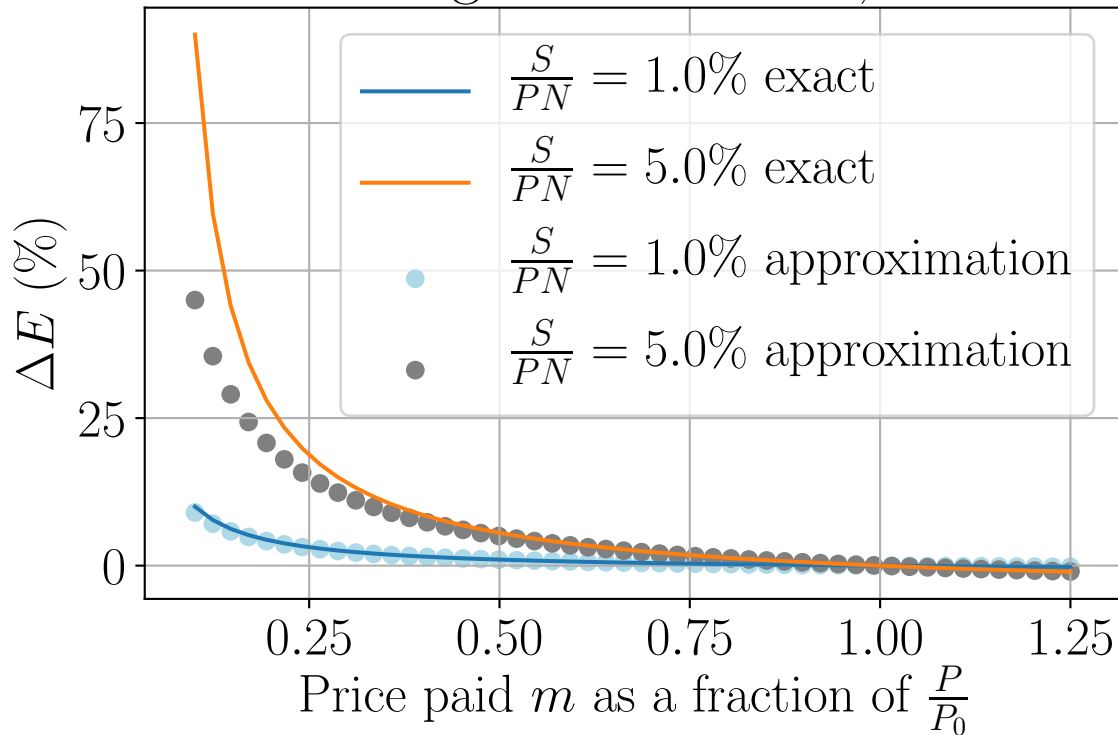 S/PN = 1.0% exact
S/PN = 5.0% exact
S/PN = 1.0% approximation
S/PN = 5.0% approximation
75
50
25
0
ΔE (%)
0.25 0.50 0.75 1.00 1.25
Price paid m as a fraction of P/P₀